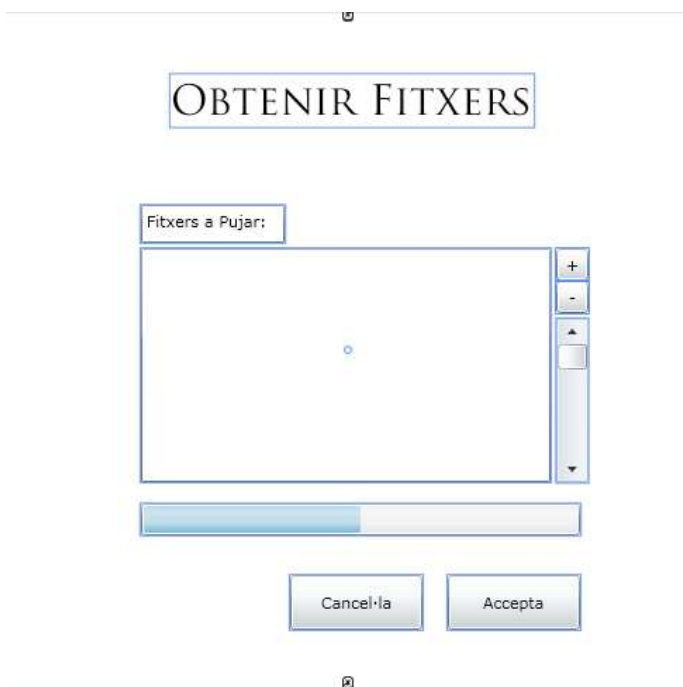 OBTENIR FITXERS
Fitxers a Pujar:
+
-
Cancel·la
Accepta